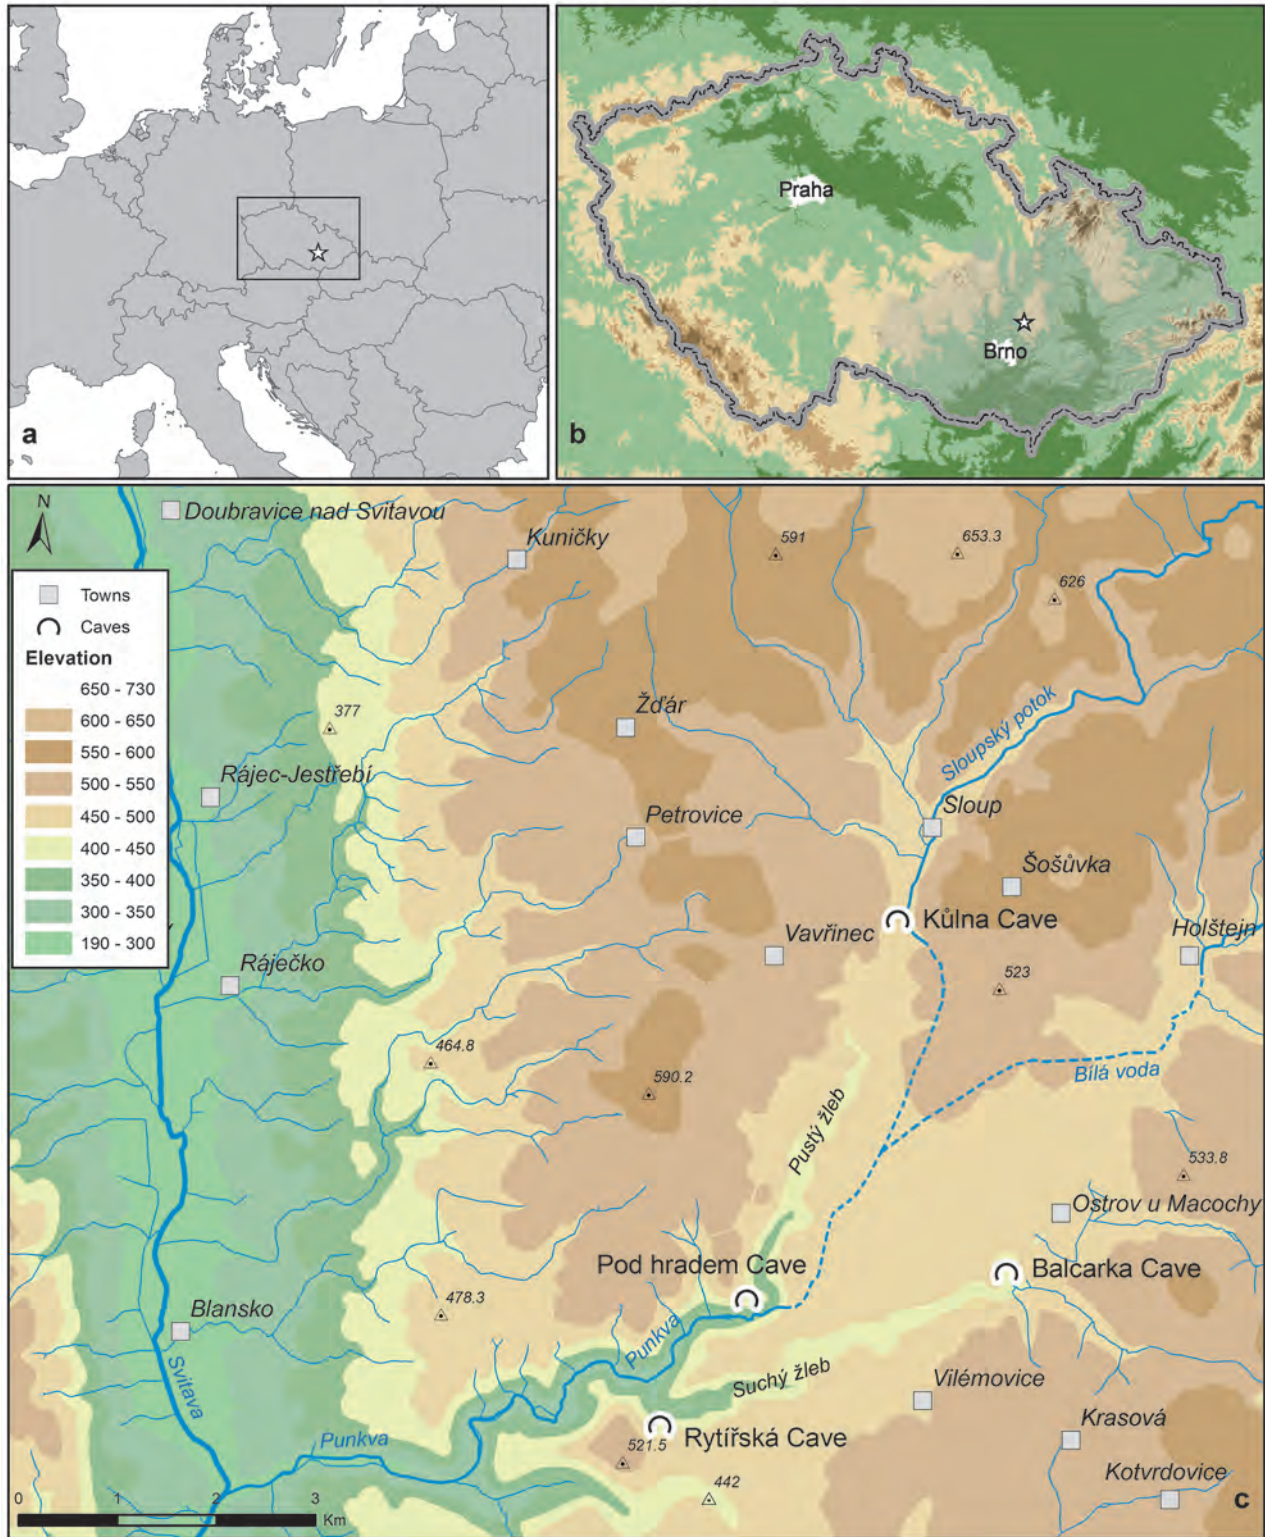 a
Praha
Brno
b
N
Doubravice nad Svitavou
Kuničky
591
653.3
626
Towns
Caves
Elevation
650 - 730
600 - 650
550 - 600
500 - 550
450 - 500
400 - 450
350 - 400
300 - 350
190 - 300
377
Žďár
Sloupský potok
Rájec-Jestřebí
Petrovice
Sloup
Šošůvka
Kůlna Cave
Vavřinec
Holštejn
Ráječko
523
464.8
590.2
Bílá voda
Pustý žleb
533.8
Ostrov u Macochy
Pod hradem Cave
Balcarka Cave
478.3
Blansko
Punkva
Svitava
Suchý žleb
Vilémovice
Krasová
Rytířská Cave
Punkva
521.5
442
Kotvrdovice
0 1 2 3
Km
c